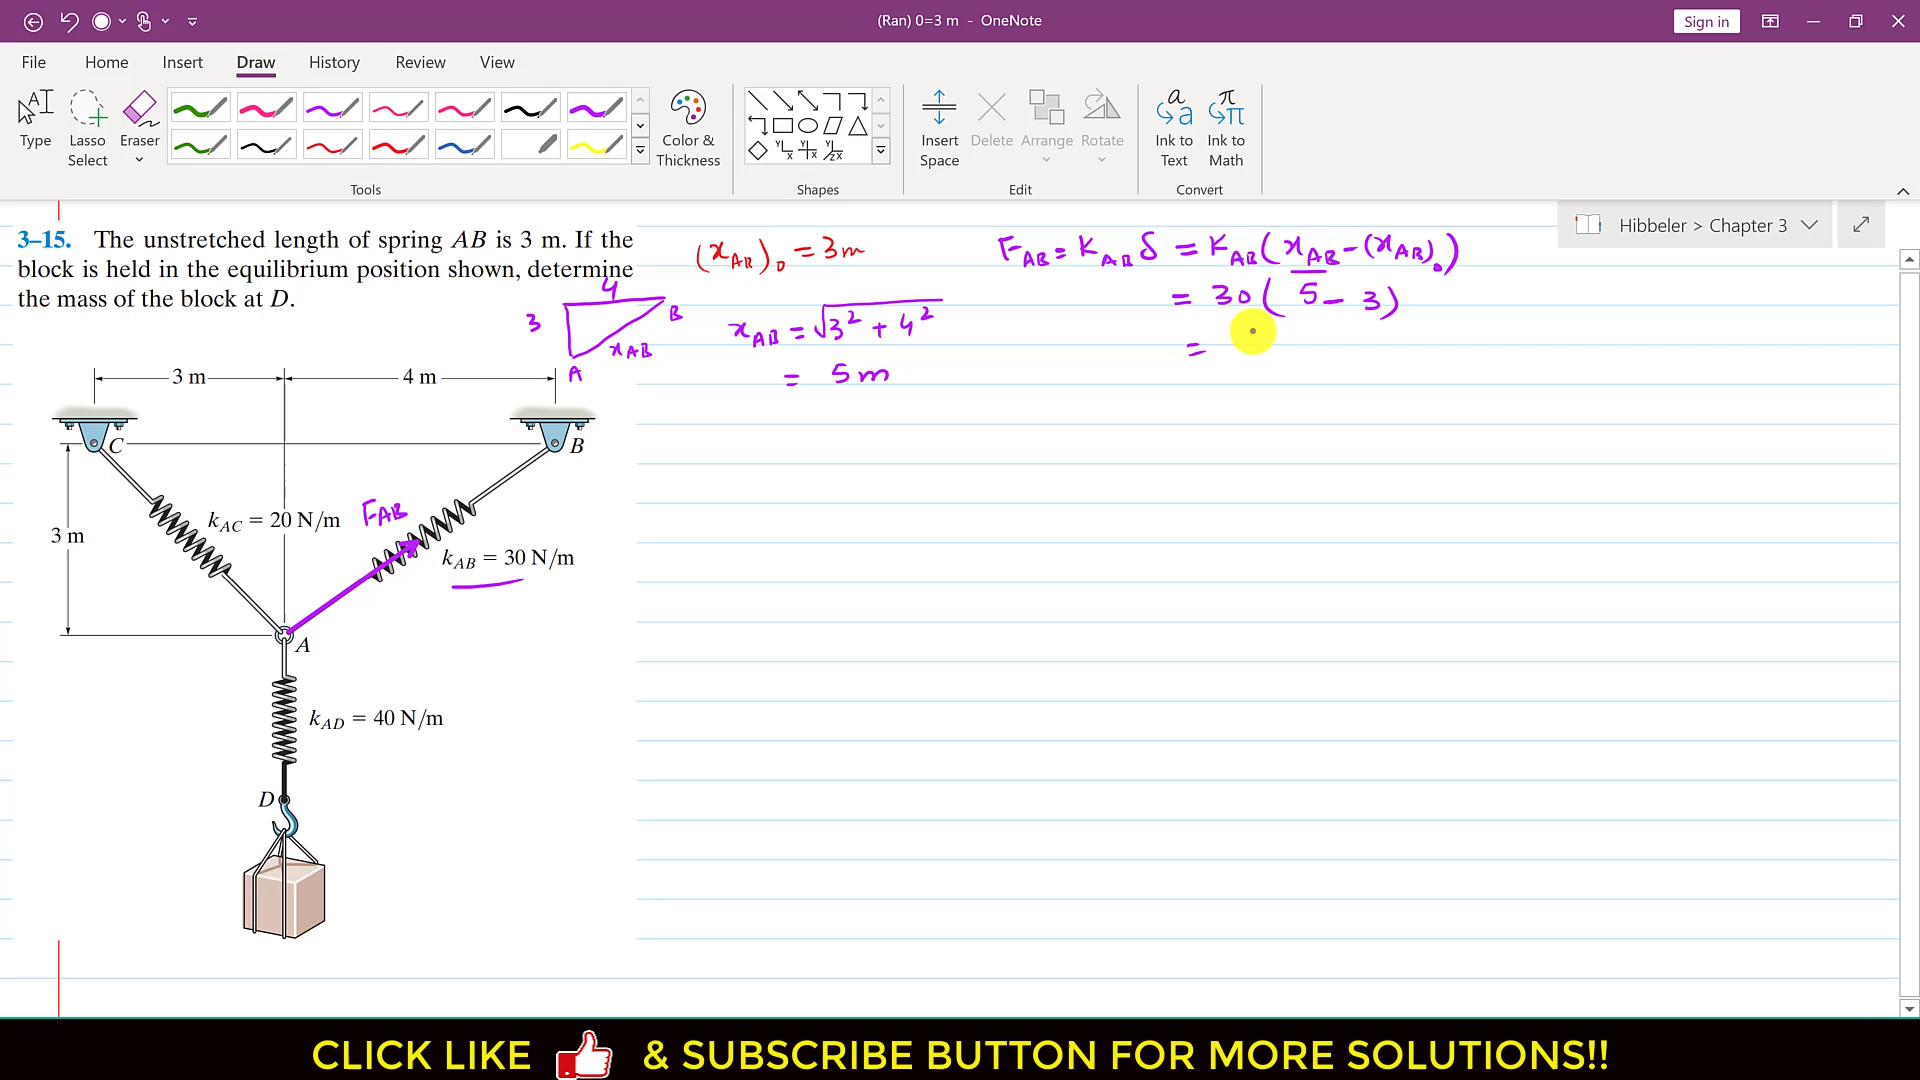 (Ran) 0=3 m - OneNote
Sign in
File Home Insert Draw History Review View
Type
Lasso Select
Eraser
Color & Thickness
Insert Space
Delete
Arrange
Rotate
Ink to Text
Ink to Math
Tools
Shapes
Edit
Convert
Hibbeler > Chapter 3
3–15. The unstretched length of spring AB is 3 m. If the
block is held in the equilibrium position shown, determine
the mass of the block at D.
(x_AB)_0 = 3m
4
3
B
x_AB
A
x_AB = √3² + 4²
= 5m
F_AB = K_AB δ = K_AB ( x_AB - (x_AB)_0 )
= 30 ( 5 - 3 )
=
3 m
4 m
C
B
k_AC = 20 N/m
F_AB
3 m
k_AB = 30 N/m
A
k_AD = 40 N/m
D
CLICK LIKE & SUBSCRIBE BUTTON FOR MORE SOLUTIONS!!